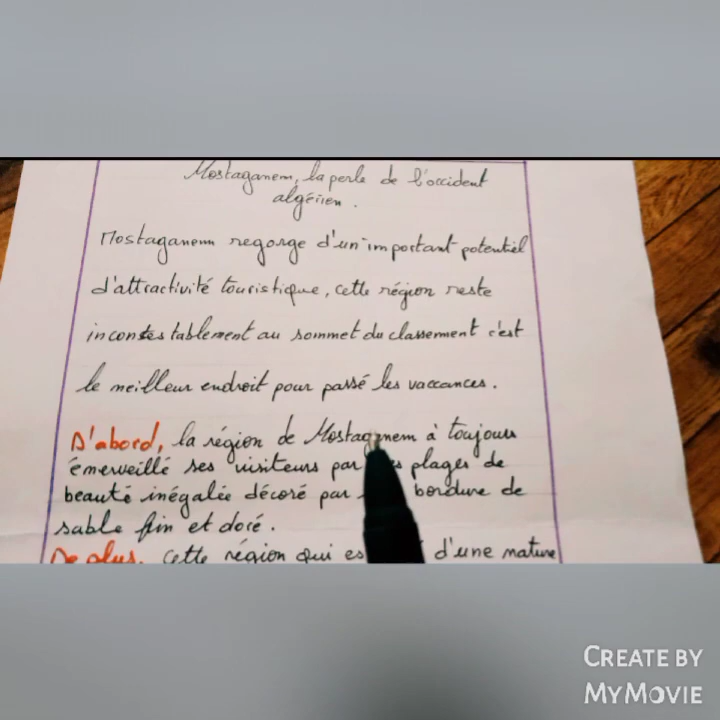 Mostaganem, la perle de l'occident
algérien.
Mostaganem regorge d'un important potentiel
d'attractivité touristique, cette région reste
incontestablement au sommet du classement c'est
le meilleur endroit pour passé les vaccances.
D'abord, la région de Mostaganem à toujours
émerveillé ses visiteurs par plages de
beauté inégalée décoré par bordure de
sable fin et doré.
De plus, cette région qui d'une nature
CREATE BY
MYMOVIE